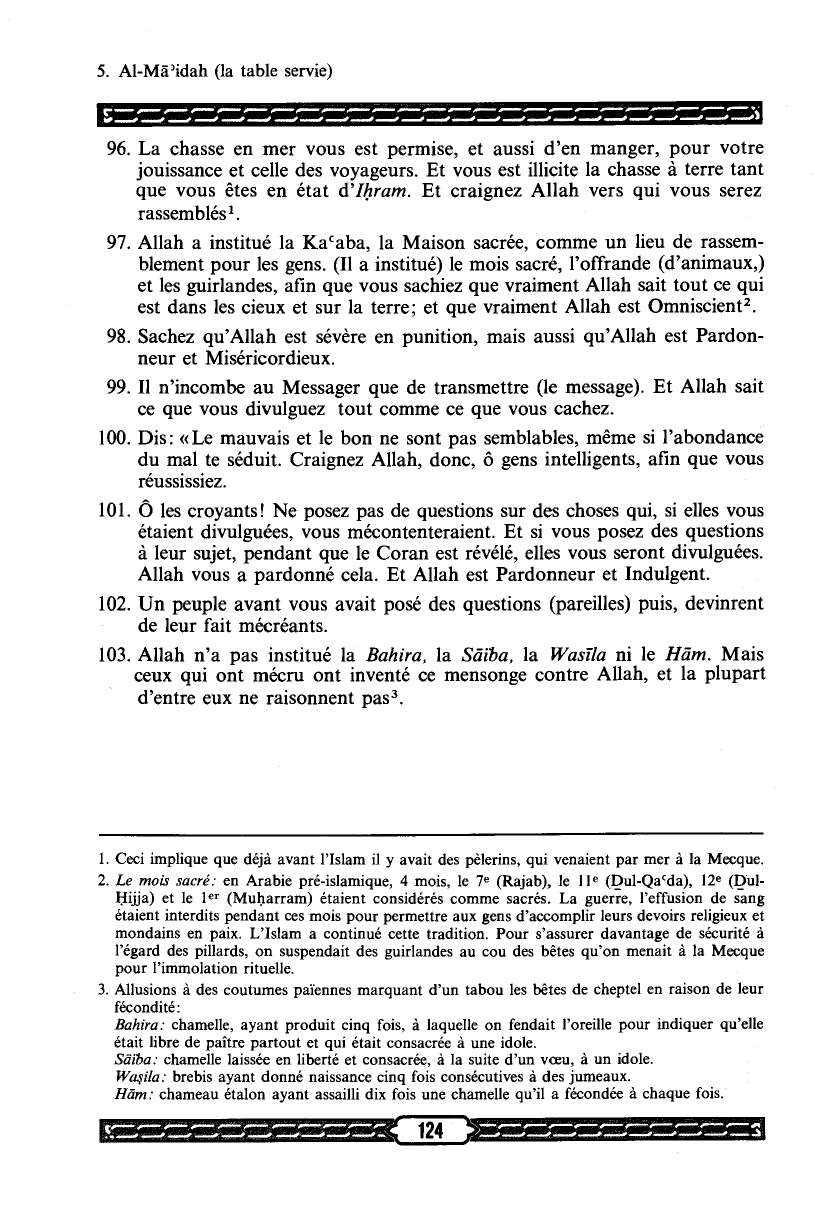 5. Al-Māʾidah (la table servie)
96. La chasse en mer vous est permise, et aussi d'en manger, pour votre
jouissance et celle des voyageurs. Et vous est illicite la chasse à terre tant
que vous êtes en état d'Iḥram. Et craignez Allah vers qui vous serez
rassemblés¹.
97. Allah a institué la Kaʿaba, la Maison sacrée, comme un lieu de rassem-
blement pour les gens. (Il a institué) le mois sacré, l'offrande (d'animaux,)
et les guirlandes, afin que vous sachiez que vraiment Allah sait tout ce qui
est dans les cieux et sur la terre; et que vraiment Allah est Omniscient².
98. Sachez qu'Allah est sévère en punition, mais aussi qu'Allah est Pardon-
neur et Miséricordieux.
99. Il n'incombe au Messager que de transmettre (le message). Et Allah sait
ce que vous divulguez tout comme ce que vous cachez.
100. Dis: «Le mauvais et le bon ne sont pas semblables, même si l'abondance
du mal te séduit. Craignez Allah, donc, ô gens intelligents, afin que vous
réussissiez.
101. Ô les croyants! Ne posez pas de questions sur des choses qui, si elles vous
étaient divulguées, vous mécontenteraient. Et si vous posez des questions
à leur sujet, pendant que le Coran est révélé, elles vous seront divulguées.
Allah vous a pardonné cela. Et Allah est Pardonneur et Indulgent.
102. Un peuple avant vous avait posé des questions (pareilles) puis, devinrent
de leur fait mécréants.
103. Allah n'a pas institué la Bahira, la Sāïba, la Wasīla ni le Hām. Mais
ceux qui ont mécru ont inventé ce mensonge contre Allah, et la plupart
d'entre eux ne raisonnent pas³.
1. Ceci implique que déjà avant l'Islam il y avait des pèlerins, qui venaient par mer à la Mecque.
2. Le mois sacré: en Arabie pré-islamique, 4 mois, le 7ᵉ (Rajab), le 11ᵉ (Ḏul-Qaʿda), 12ᵉ (Ḏul-
Ḥijja) et le 1ᵉʳ (Muḥarram) étaient considérés comme sacrés. La guerre, l'effusion de sang
étaient interdits pendant ces mois pour permettre aux gens d'accomplir leurs devoirs religieux et
mondains en paix. L'Islam a continué cette tradition. Pour s'assurer davantage de sécurité à
l'égard des pillards, on suspendait des guirlandes au cou des bêtes qu'on menait à la Mecque
pour l'immolation rituelle.
3. Allusions à des coutumes païennes marquant d'un tabou les bêtes de cheptel en raison de leur
fécondité:
Bahira: chamelle, ayant produit cinq fois, à laquelle on fendait l'oreille pour indiquer qu'elle
était libre de paître partout et qui était consacrée à une idole.
Sāïba: chamelle laissée en liberté et consacrée, à la suite d'un vœu, à un idole.
Waṣila: brebis ayant donné naissance cinq fois consécutives à des jumeaux.
Hām: chameau étalon ayant assailli dix fois une chamelle qu'il a fécondée à chaque fois.
124